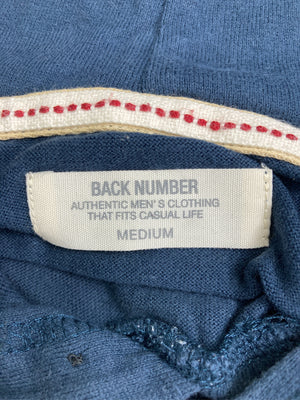 BACK NUMBER
AUTHENTIC MEN'S CLOTHING
THAT FITS CASUAL LIFE
MEDIUM